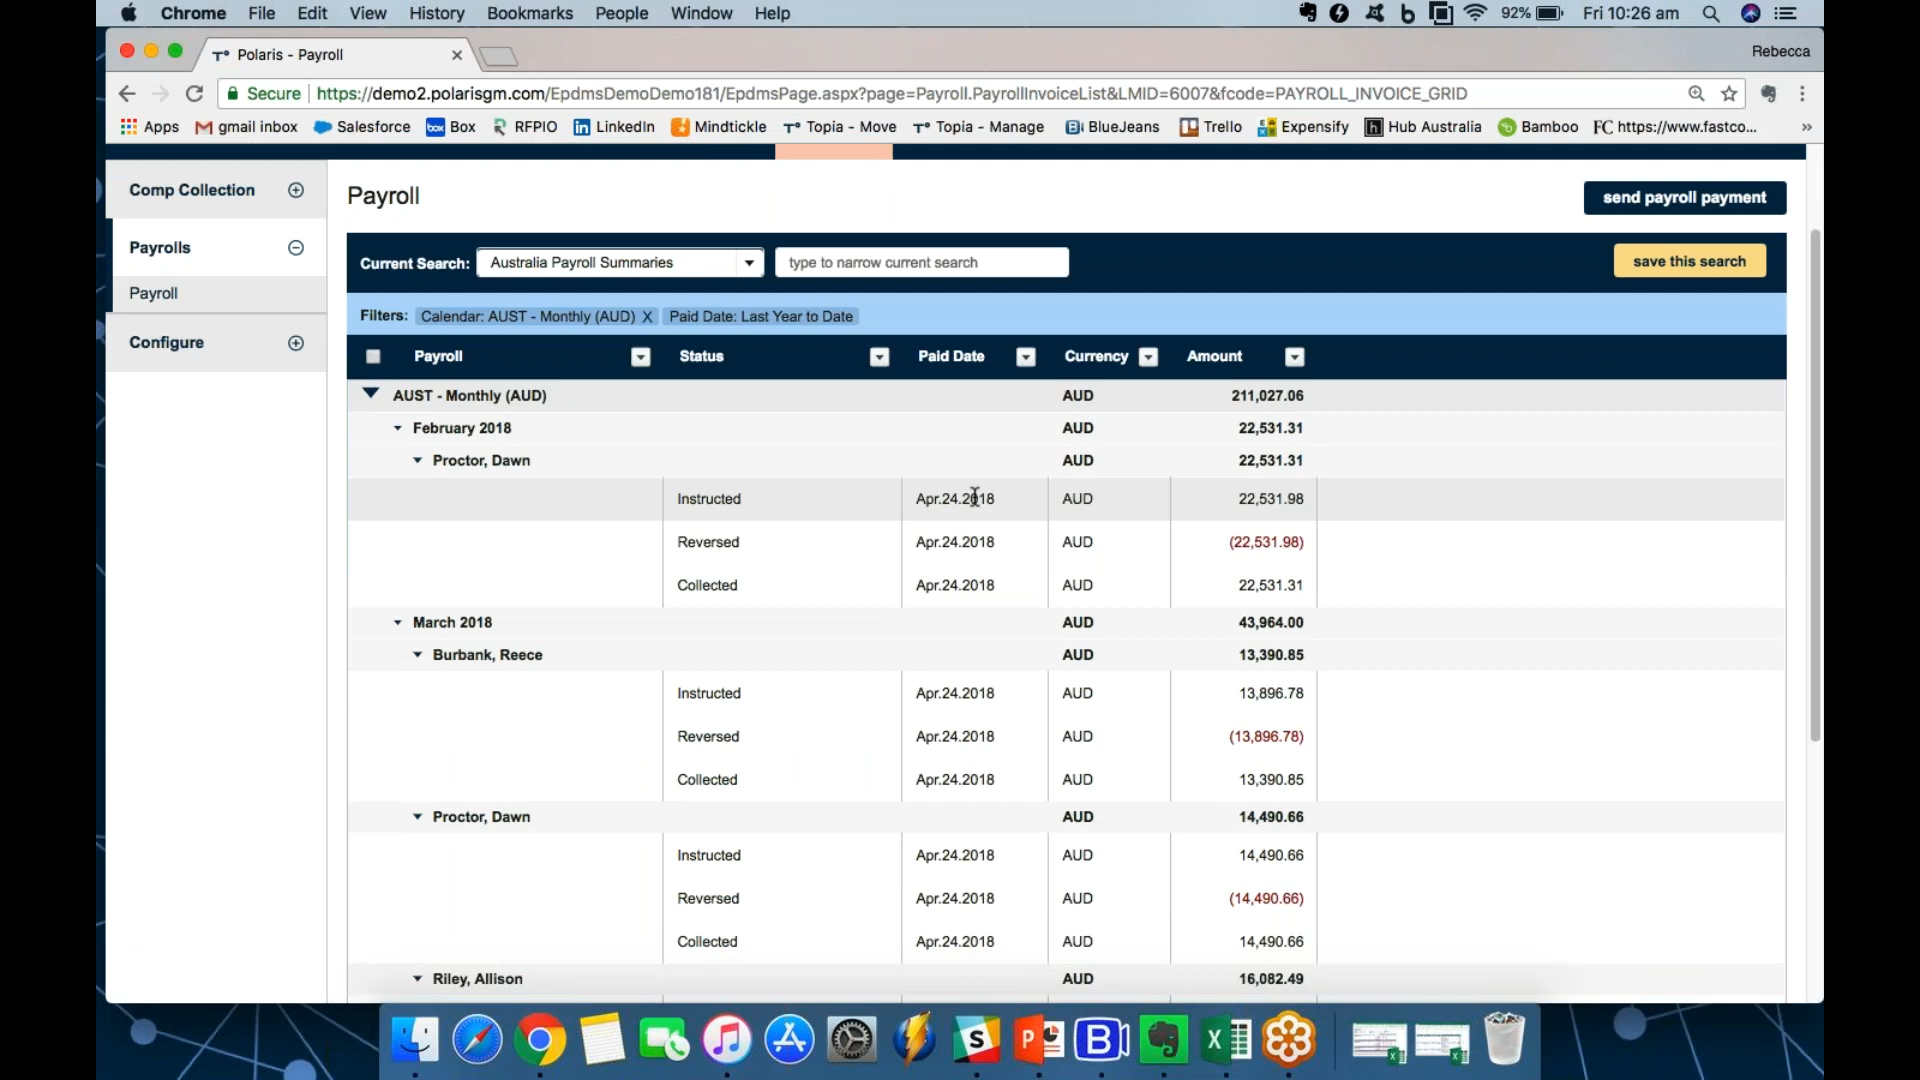 Chrome File Edit View History Bookmarks People Window Help 92% Fri 10:26 am
T° Polaris - Payroll Rebecca
Secure https://demo2.polarisgm.com/EpdmsDemoDemo181/EpdmsPage.aspx?page=Payroll.PayrollInvoiceList&LMID=6007&fcode=PAYROLL_INVOICE_GRID
Apps gmail inbox Salesforce Box RFPIO LinkedIn Mindtickle T° Topia - Move T° Topia - Manage BlueJeans Trello Expensify Hub Australia Bamboo FC https://www.fastco... »
Comp Collection
Payrolls
Payroll
Configure
Payroll
send payroll payment
Current Search: Australia Payroll Summaries type to narrow current search save this search
Filters: Calendar: AUST - Monthly (AUD) X Paid Date: Last Year to Date
Payroll Status Paid Date Currency Amount
AUST - Monthly (AUD) AUD 211,027.06
February 2018 AUD 22,531.31
Proctor, Dawn AUD 22,531.31
Instructed Apr.24.2018 AUD 22,531.98
Reversed Apr.24.2018 AUD (22,531.98)
Collected Apr.24.2018 AUD 22,531.31
March 2018 AUD 43,964.00
Burbank, Reece AUD 13,390.85
Instructed Apr.24.2018 AUD 13,896.78
Reversed Apr.24.2018 AUD (13,896.78)
Collected Apr.24.2018 AUD 13,390.85
Proctor, Dawn AUD 14,490.66
Instructed Apr.24.2018 AUD 14,490.66
Reversed Apr.24.2018 AUD (14,490.66)
Collected Apr.24.2018 AUD 14,490.66
Riley, Allison AUD 16,082.49